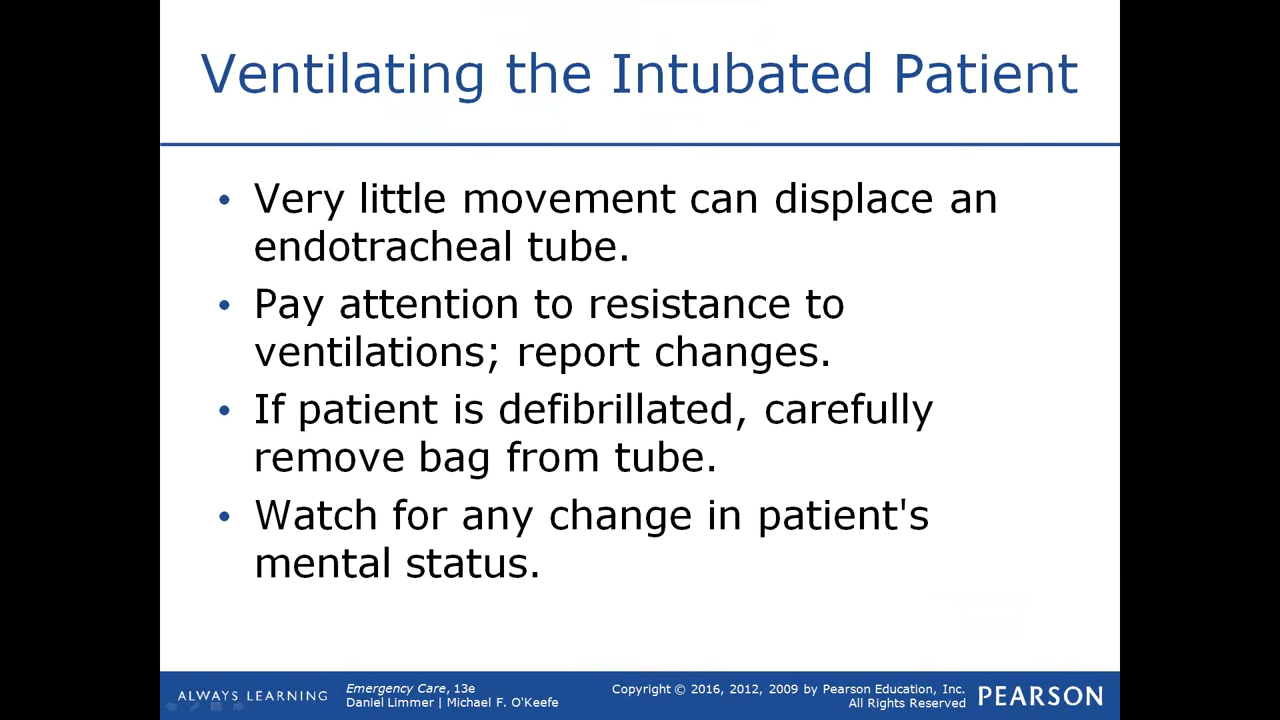 Ventilating the Intubated Patient
• Very little movement can displace an
endotracheal tube.
• Pay attention to resistance to
ventilations; report changes.
• If patient is defibrillated, carefully
remove bag from tube.
• Watch for any change in patient's
mental status.
ALWAYS LEARNING
Emergency Care, 13e
Daniel Limmer | Michael F. O'Keefe
Copyright © 2016, 2012, 2009 by Pearson Education, Inc.
All Rights Reserved
PEARSON